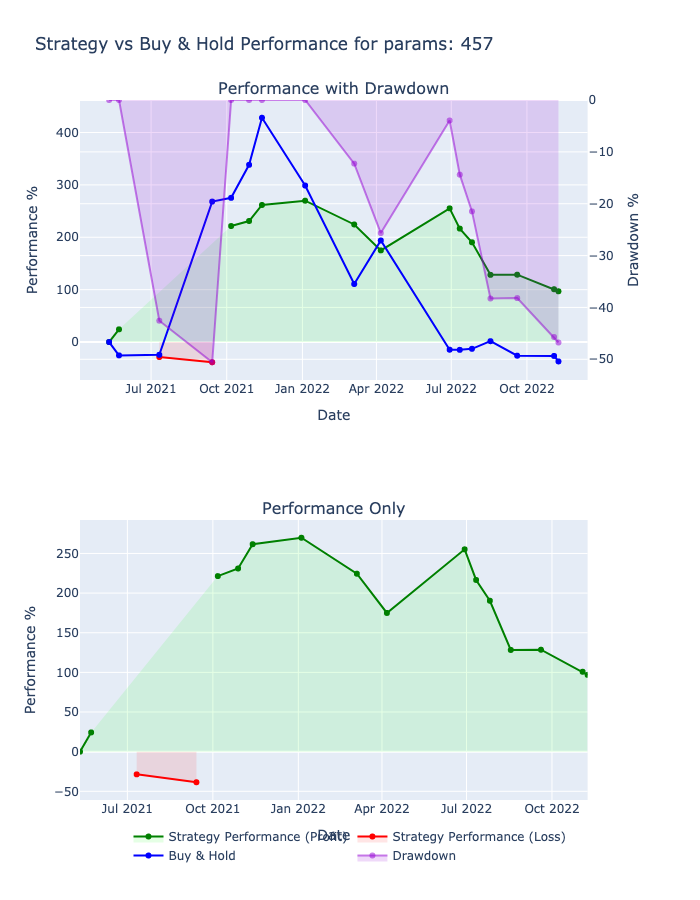 Strategy vs Buy & Hold Performance for params: 457
Performance with Drawdown
400
300
200
100
0
0
−10
−20
−30
−40
−50
Performance %
Drawdown %
Jul 2021 Oct 2021 Jan 2022 Apr 2022 Jul 2022 Oct 2022
Date
Performance Only
250
200
150
100
50
0
−50
Performance %
Jul 2021 Oct 2021 Jan 2022 Apr 2022 Jul 2022 Oct 2022
Date
Strategy Performance (Profit) Strategy Performance (Loss)
Buy & Hold Drawdown